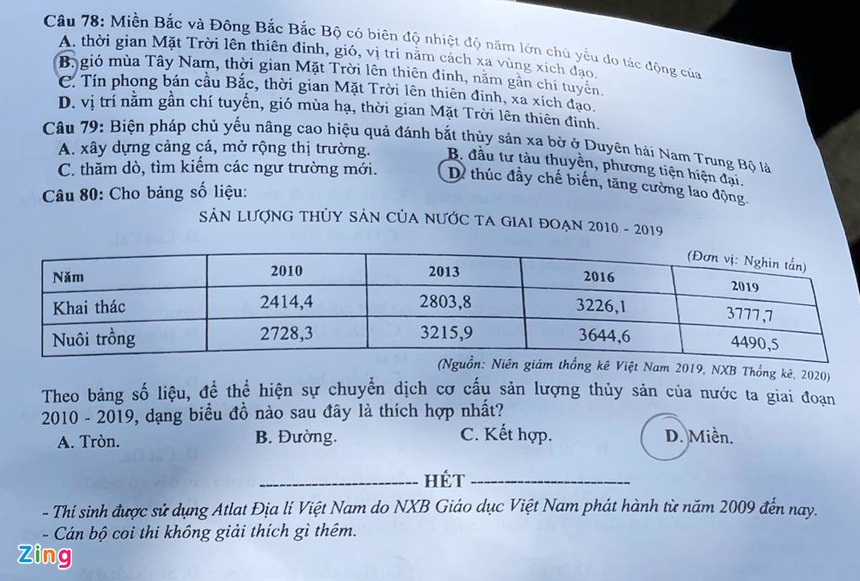 Câu 78: Miền Bắc và Đông Bắc Bắc Bộ có biên độ nhiệt độ năm lớn chủ yếu do tác động của
A. thời gian Mặt Trời lên thiên đỉnh, gió, vị trí nằm cách xa vùng xích đạo.
B. gió mùa Tây Nam, thời gian Mặt Trời lên thiên đỉnh, nằm gần chí tuyến.
C. Tín phong bán cầu Bắc, thời gian Mặt Trời lên thiên đỉnh, xa xích đạo.
D. vị trí nằm gần chí tuyến, gió mùa hạ, thời gian Mặt Trời lên thiên đỉnh.
Câu 79: Biện pháp chủ yếu nâng cao hiệu quả đánh bắt thủy sản xa bờ ở Duyên hải Nam Trung Bộ là
A. xây dựng cảng cá, mở rộng thị trường. B. đầu tư tàu thuyền, phương tiện hiện đại.
C. thăm dò, tìm kiếm các ngư trường mới. D. thúc đẩy chế biến, tăng cường lao động.
Câu 80: Cho bảng số liệu:
SẢN LƯỢNG THỦY SẢN CỦA NƯỚC TA GIAI ĐOẠN 2010 - 2019
(Đơn vị: Nghìn tấn)
Năm 2010 2013 2016 2019
Khai thác 2414,4 2803,8 3226,1 3777,7
Nuôi trồng 2728,3 3215,9 3644,6 4490,5
(Nguồn: Niên giám thống kê Việt Nam 2019, NXB Thống kê, 2020)
Theo bảng số liệu, để thể hiện sự chuyển dịch cơ cấu sản lượng thủy sản của nước ta giai đoạn
2010 - 2019, dạng biểu đồ nào sau đây là thích hợp nhất?
A. Tròn. B. Đường. C. Kết hợp. D. Miền.
HẾT
- Thí sinh được sử dụng Atlat Địa lí Việt Nam do NXB Giáo dục Việt Nam phát hành từ năm 2009 đến nay.
- Cán bộ coi thi không giải thích gì thêm.
Zing